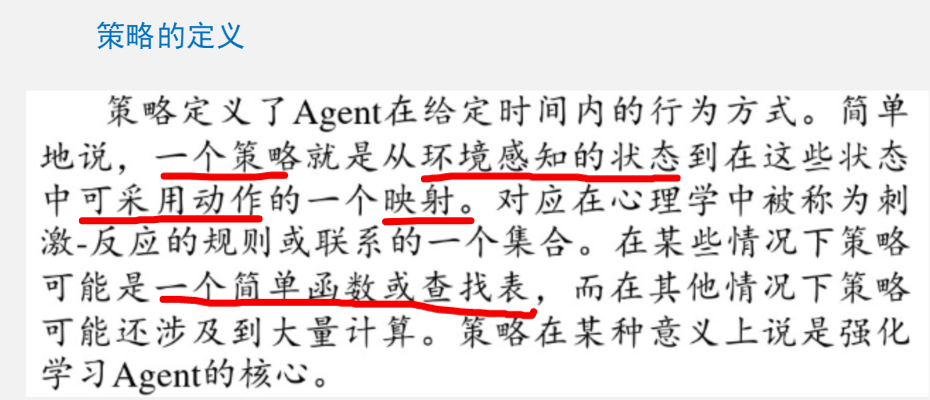 策略的定义
策略定义了Agent在给定时间内的行为方式。简单
地说，一个策略就是从环境感知的状态到在这些状态
中可采用动作的一个映射。对应在心理学中被称为刺
激-反应的规则或联系的一个集合。在某些情况下策略
可能是一个简单函数或查找表，而在其他情况下策略
可能还涉及到大量计算。策略在某种意义上说是强化
学习Agent的核心。